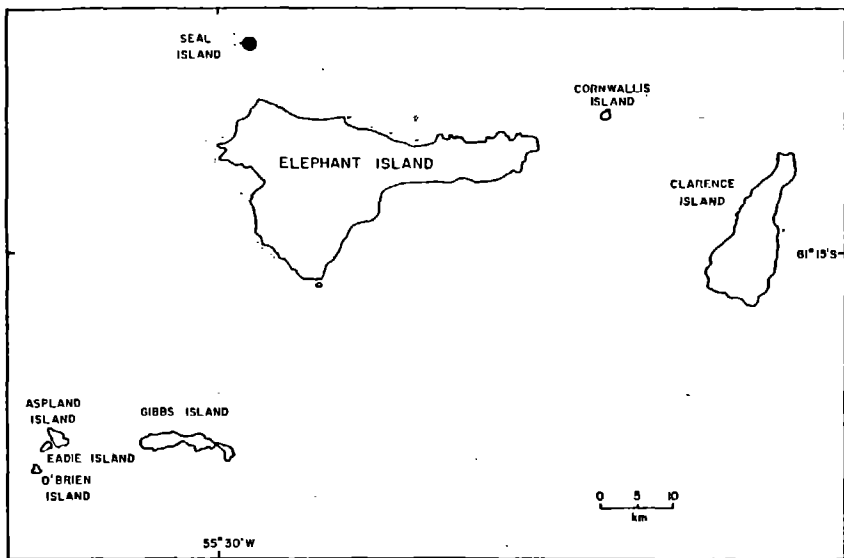 SEAL
ISLAND
CORNWALLIS
ISLAND
ELEPHANT ISLAND
CLARENCE
ISLAND
61° 15'S
ASPLAND
ISLAND
GIBBS ISLAND
EADIE ISLAND
O'BRIEN
ISLAND
0 5 10
km
55° 30'W